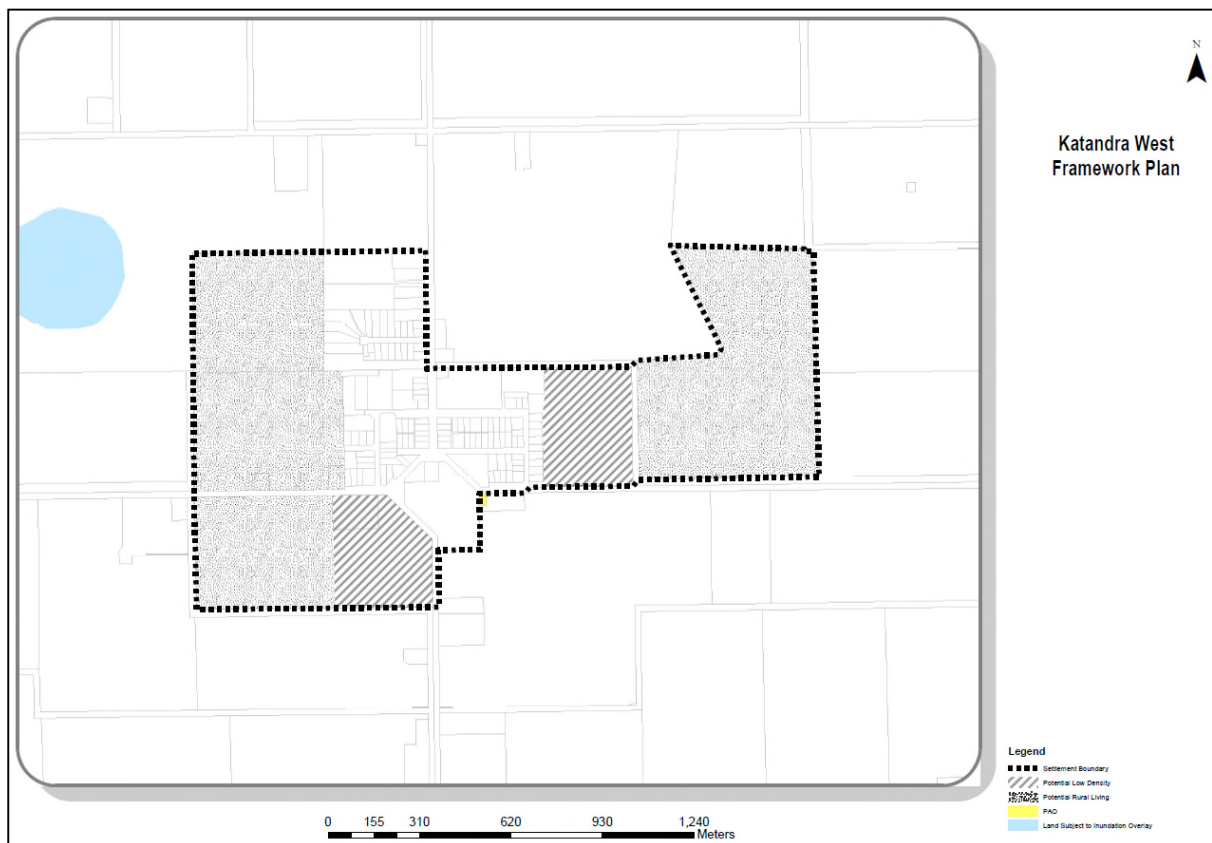 N
Katandra West
Framework Plan
Legend
Settlement Boundary
Potential Low Density
Potential Rural Living
PAO
Land Subject to Inundation Overlay
0 155 310 620 930 1,240
Meters